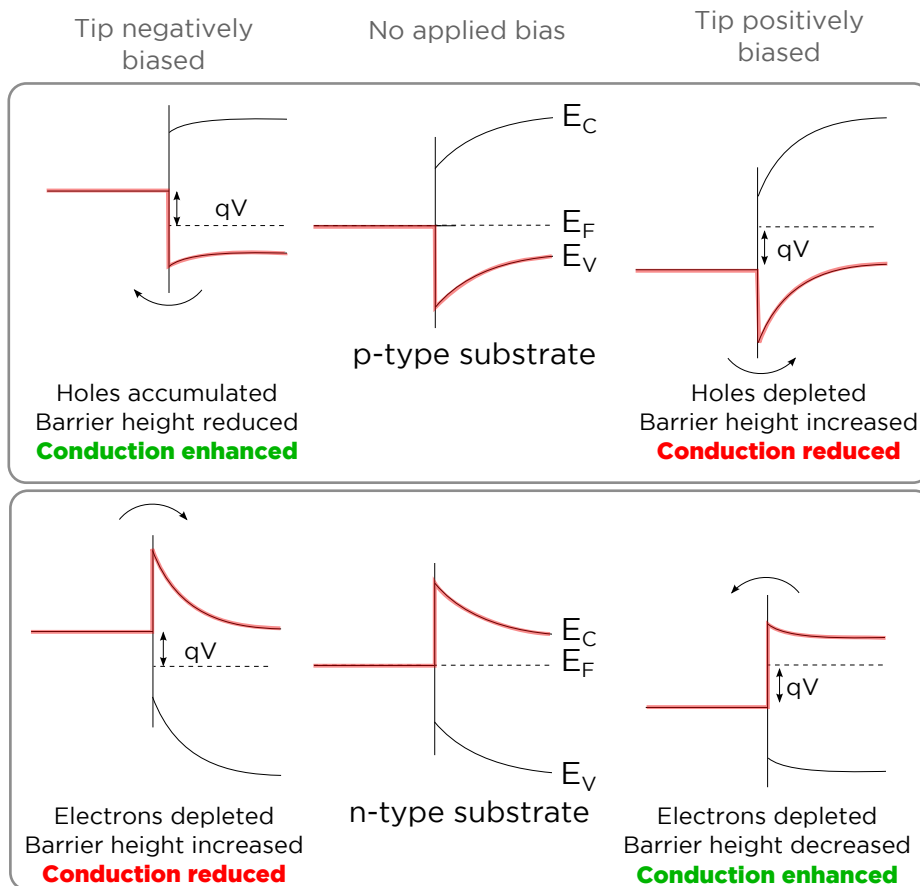 Tip negatively
biased
No applied bias
Tip positively
biased
E_C
qV
E_F
E_V
qV
p-type substrate
Holes accumulated
Barrier height reduced
Conduction enhanced
Holes depleted
Barrier height increased
Conduction reduced
qV
E_C
E_F
qV
E_V
n-type substrate
Electrons depleted
Barrier height increased
Conduction reduced
Electrons depleted
Barrier height decreased
Conduction enhanced